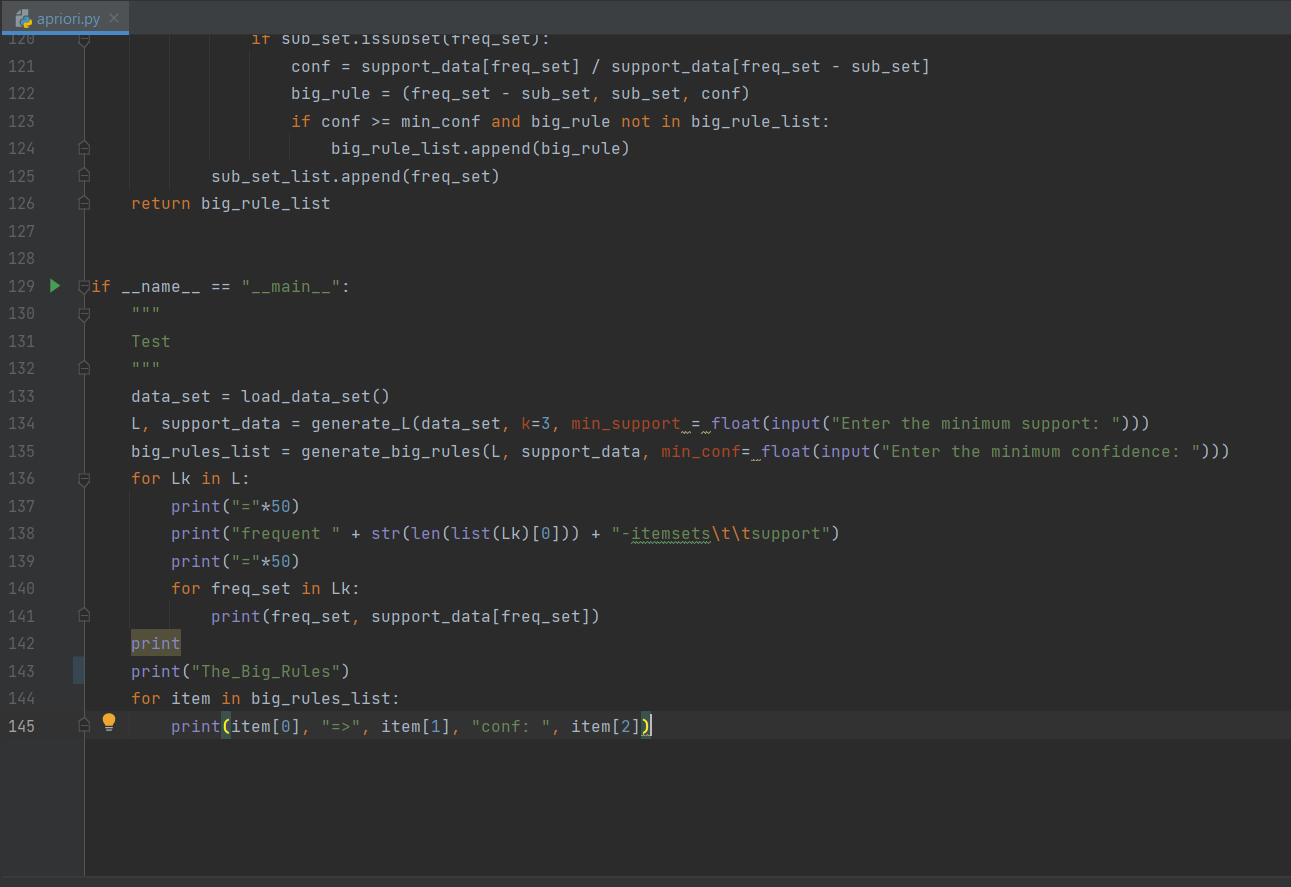 apriori.py
120 if sub_set.issubset(freq_set):
121 conf = support_data[freq_set] / support_data[freq_set - sub_set]
122 big_rule = (freq_set - sub_set, sub_set, conf)
123 if conf >= min_conf and big_rule not in big_rule_list:
124 big_rule_list.append(big_rule)
125 sub_set_list.append(freq_set)
126 return big_rule_list
127
128
129 if __name__ == "__main__":
130 """
131 Test
132 """
133 data_set = load_data_set()
134 L, support_data = generate_L(data_set, k=3, min_support = float(input("Enter the minimum support: ")))
135 big_rules_list = generate_big_rules(L, support_data, min_conf= float(input("Enter the minimum confidence: ")))
136 for Lk in L:
137 print("="*50)
138 print("frequent " + str(len(list(Lk)[0])) + "-itemsets\t\tsupport")
139 print("="*50)
140 for freq_set in Lk:
141 print(freq_set, support_data[freq_set])
142 print
143 print("The_Big_Rules")
144 for item in big_rules_list:
145 print(item[0], "=>", item[1], "conf: ", item[2])